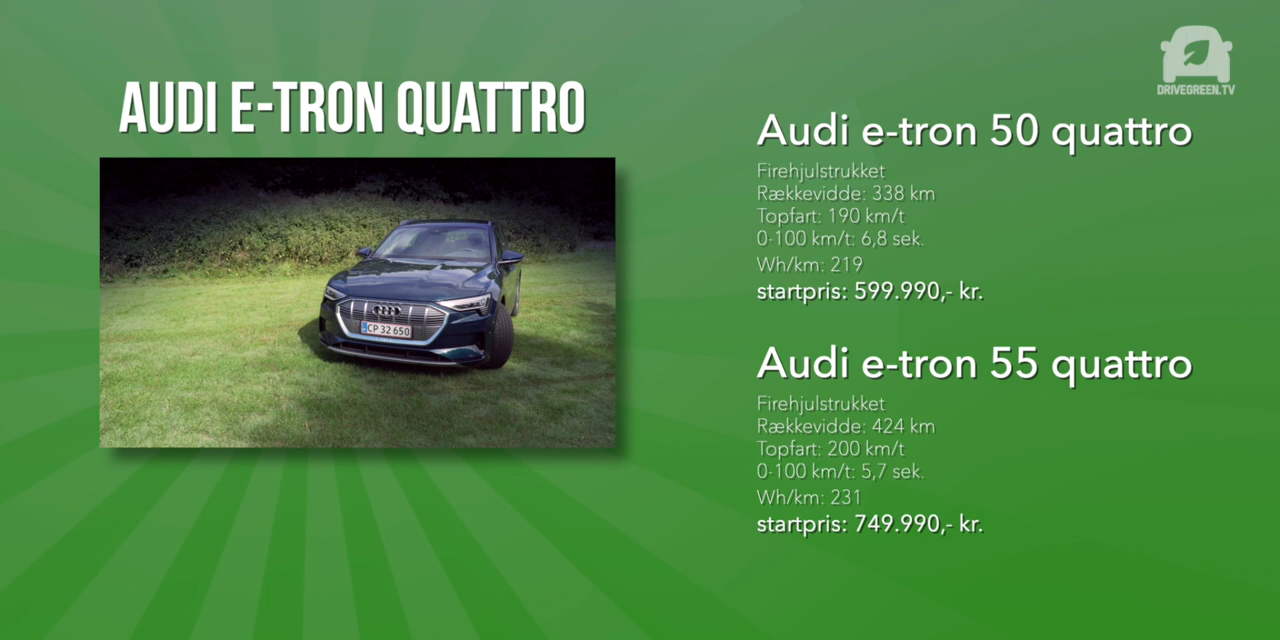 DRIVEGREEN.TV
AUDI E-TRON QUATTRO
CP 32 650
Audi e-tron 50 quattro
Firehjulstrukket
Rækkevidde: 338 km
Topfart: 190 km/t
0-100 km/t: 6,8 sek.
Wh/km: 219
startpris: 599.990,- kr.
Audi e-tron 55 quattro
Firehjulstrukket
Rækkevidde: 424 km
Topfart: 200 km/t
0-100 km/t: 5,7 sek.
Wh/km: 231
startpris: 749.990,- kr.